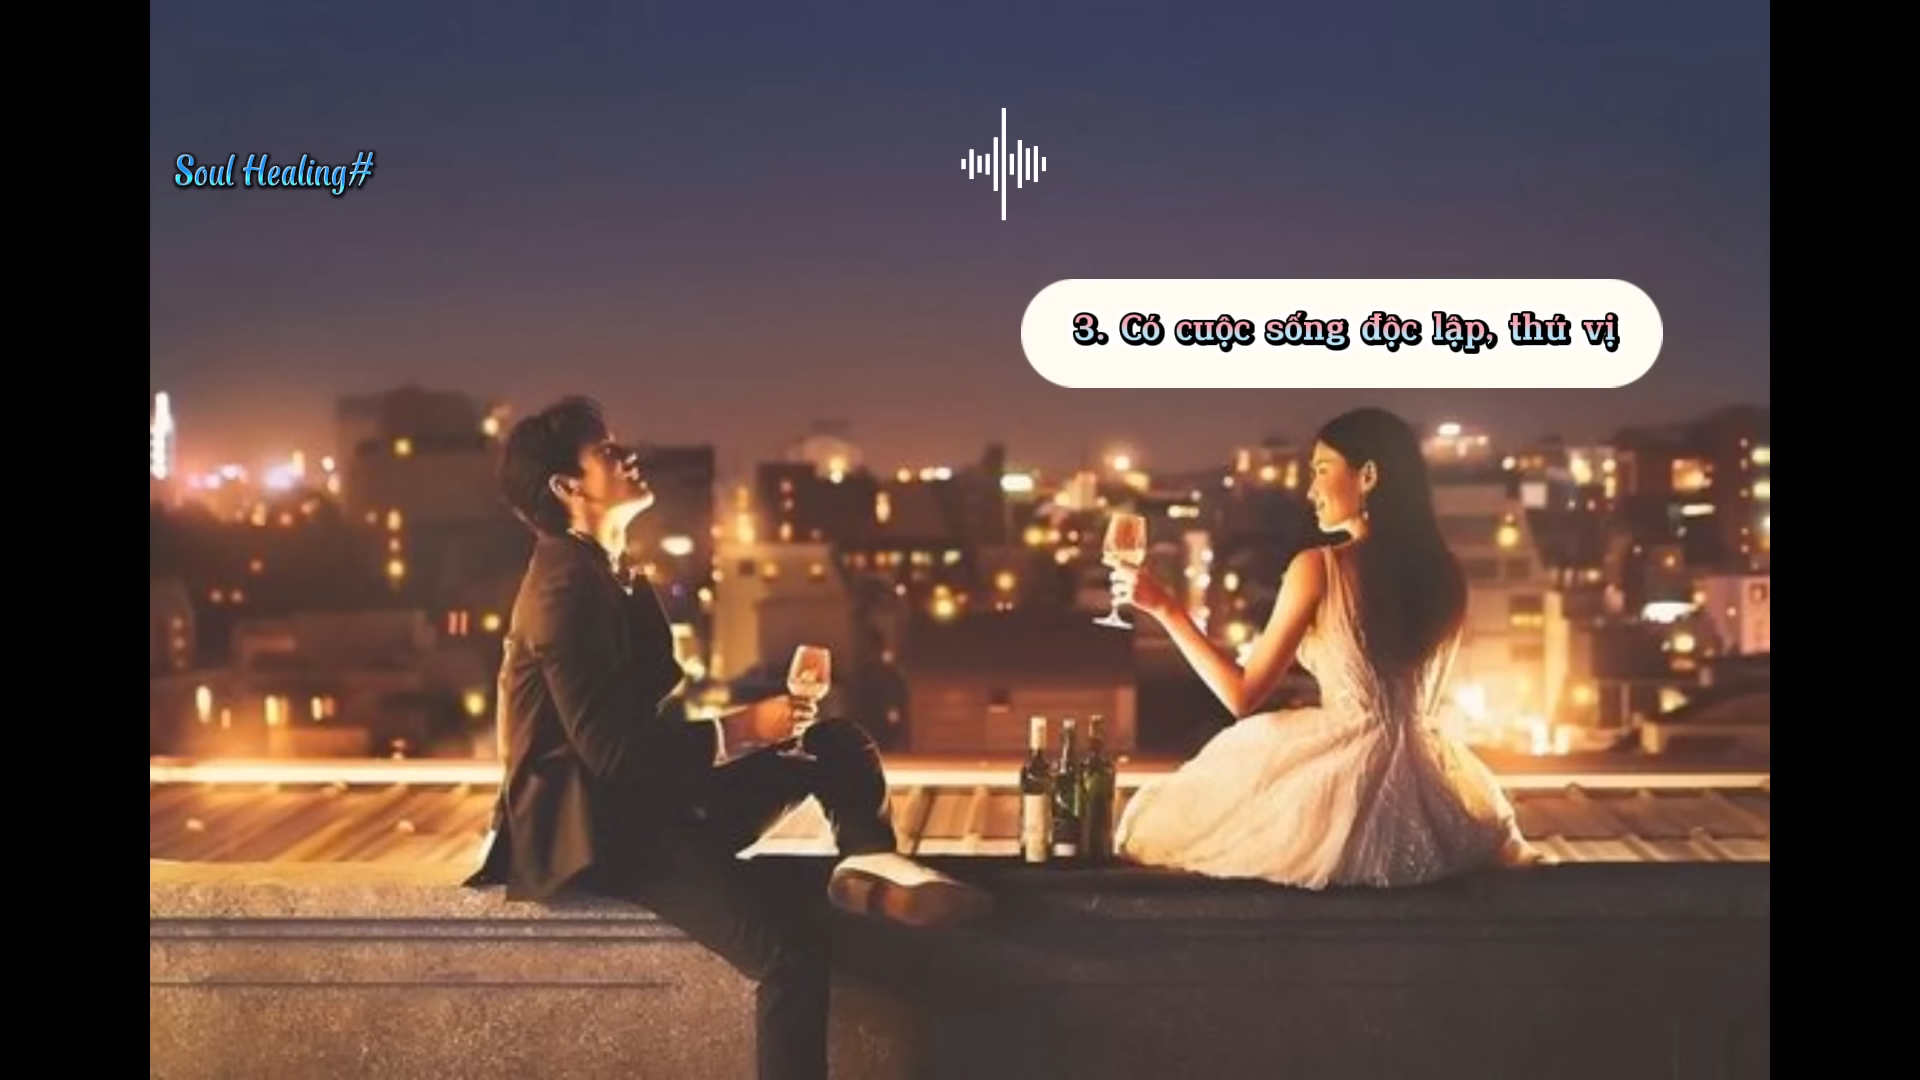 Soul Healing#
3. Có cuộc sống độc lập, thú vị